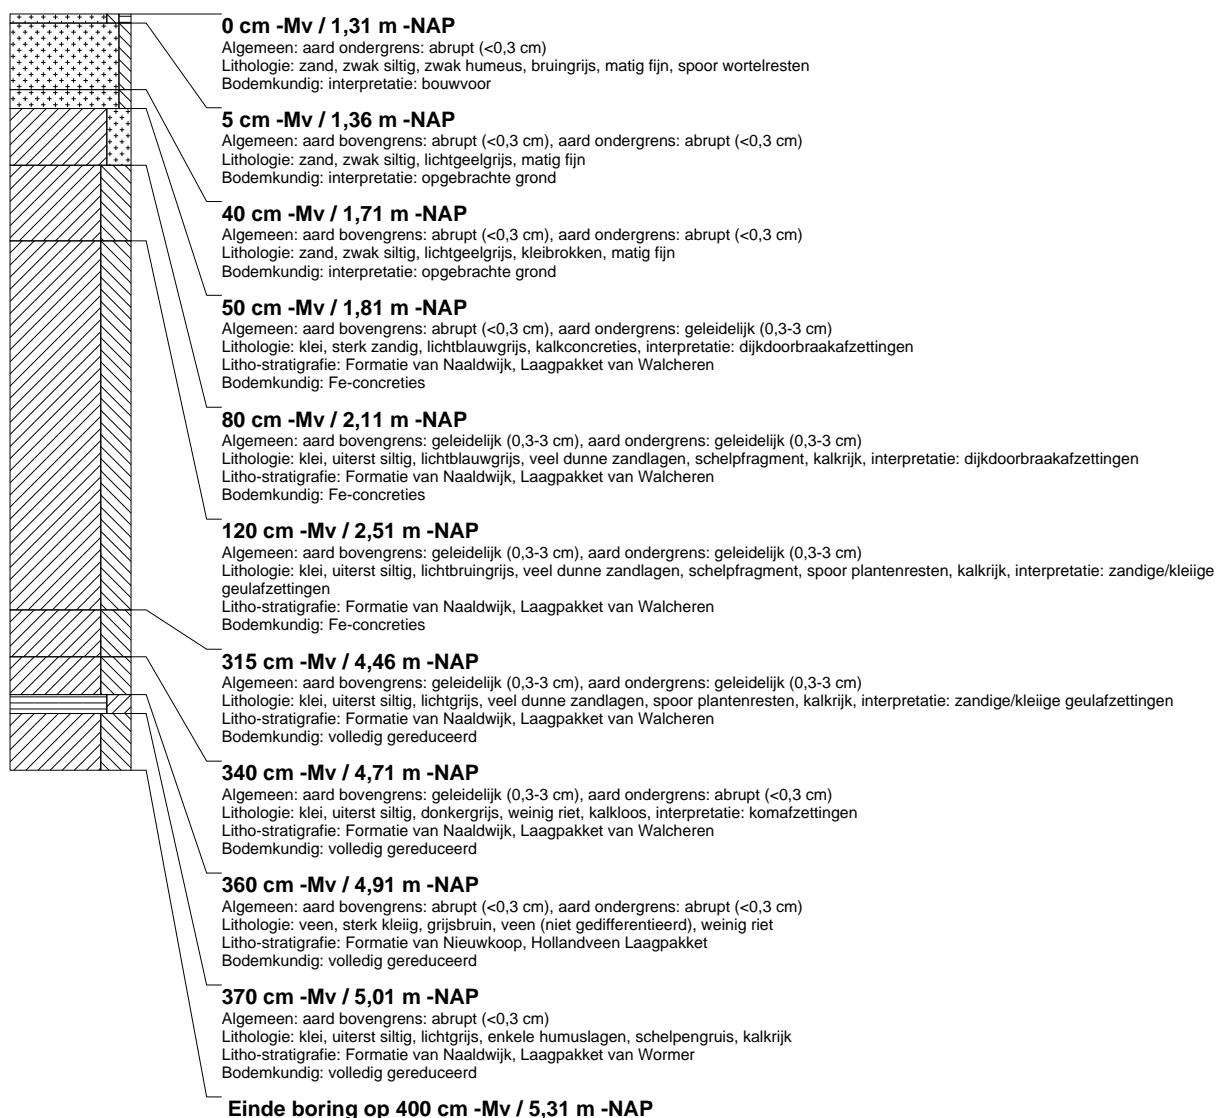 0 cm -Mv / 1,31 m -NAP
Algemeen: aard ondergrens: abrupt (<0,3 cm)
Lithologie: zand, zwak siltig, zwak humeus, bruingrijs, matig fijn, spoor wortelresten
Bodemkundig: interpretatie: bouwvoor
5 cm -Mv / 1,36 m -NAP
Algemeen: aard bovengrens: abrupt (<0,3 cm), aard ondergrens: abrupt (<0,3 cm)
Lithologie: zand, zwak siltig, lichtgeelgrijs, matig fijn
Bodemkundig: interpretatie: opgebrachte grond
40 cm -Mv / 1,71 m -NAP
Algemeen: aard bovengrens: abrupt (<0,3 cm), aard ondergrens: abrupt (<0,3 cm)
Lithologie: zand, zwak siltig, lichtgeelgrijs, kleibrokken, matig fijn
Bodemkundig: interpretatie: opgebrachte grond
50 cm -Mv / 1,81 m -NAP
Algemeen: aard bovengrens: abrupt (<0,3 cm), aard ondergrens: geleidelijk (0,3-3 cm)
Lithologie: klei, sterk zandig, lichtblauwgrijs, kalkconcreties, interpretatie: dijkdoorbraakafzettingen
Litho-stratigrafie: Formatie van Naaldwijk, Laagpakket van Walcheren
Bodemkundig: Fe-concreties
80 cm -Mv / 2,11 m -NAP
Algemeen: aard bovengrens: geleidelijk (0,3-3 cm), aard ondergrens: geleidelijk (0,3-3 cm)
Lithologie: klei, uiterst siltig, lichtblauwgrijs, veel dunne zandlagen, schelpfragment, kalkrijk, interpretatie: dijkdoorbraakafzettingen
Litho-stratigrafie: Formatie van Naaldwijk, Laagpakket van Walcheren
Bodemkundig: Fe-concreties
120 cm -Mv / 2,51 m -NAP
Algemeen: aard bovengrens: geleidelijk (0,3-3 cm), aard ondergrens: geleidelijk (0,3-3 cm)
Lithologie: klei, uiterst siltig, lichtbruingrijs, veel dunne zandlagen, schelpfragment, spoor plantenresten, kalkrijk, interpretatie: zandige/kleiige
geulafzettingen
Litho-stratigrafie: Formatie van Naaldwijk, Laagpakket van Walcheren
Bodemkundig: Fe-concreties
315 cm -Mv / 4,46 m -NAP
Algemeen: aard bovengrens: geleidelijk (0,3-3 cm), aard ondergrens: geleidelijk (0,3-3 cm)
Lithologie: klei, uiterst siltig, lichtgrijs, veel dunne zandlagen, spoor plantenresten, kalkrijk, interpretatie: zandige/kleiige geulafzettingen
Litho-stratigrafie: Formatie van Naaldwijk, Laagpakket van Walcheren
Bodemkundig: volledig gereduceerd
340 cm -Mv / 4,71 m -NAP
Algemeen: aard bovengrens: geleidelijk (0,3-3 cm), aard ondergrens: abrupt (<0,3 cm)
Lithologie: klei, uiterst siltig, donkergrijs, weinig riet, kalkloos, interpretatie: komafzettingen
Litho-stratigrafie: Formatie van Naaldwijk, Laagpakket van Walcheren
Bodemkundig: volledig gereduceerd
360 cm -Mv / 4,91 m -NAP
Algemeen: aard bovengrens: abrupt (<0,3 cm), aard ondergrens: abrupt (<0,3 cm)
Lithologie: veen, sterk kleiig, grijsbruin, veen (niet gedifferentieerd), weinig riet
Litho-stratigrafie: Formatie van Nieuwkoop, Hollandveen Laagpakket
Bodemkundig: volledig gereduceerd
370 cm -Mv / 5,01 m -NAP
Algemeen: aard bovengrens: abrupt (<0,3 cm)
Lithologie: klei, uiterst siltig, lichtgrijs, enkele humuslagen, schelpengruis, kalkrijk
Litho-stratigrafie: Formatie van Naaldwijk, Laagpakket van Wormer
Bodemkundig: volledig gereduceerd
Einde boring op 400 cm -Mv / 5,31 m -NAP